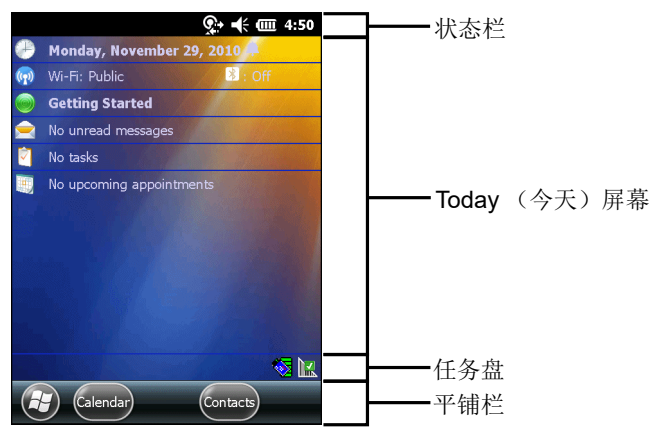 4:50
Monday, November 29, 2010
Wi-Fi: Public : Off
Getting Started
No unread messages
No tasks
No upcoming appointments
Calendar Contacts
状态栏
Today （今天）屏幕
任务盘
平铺栏